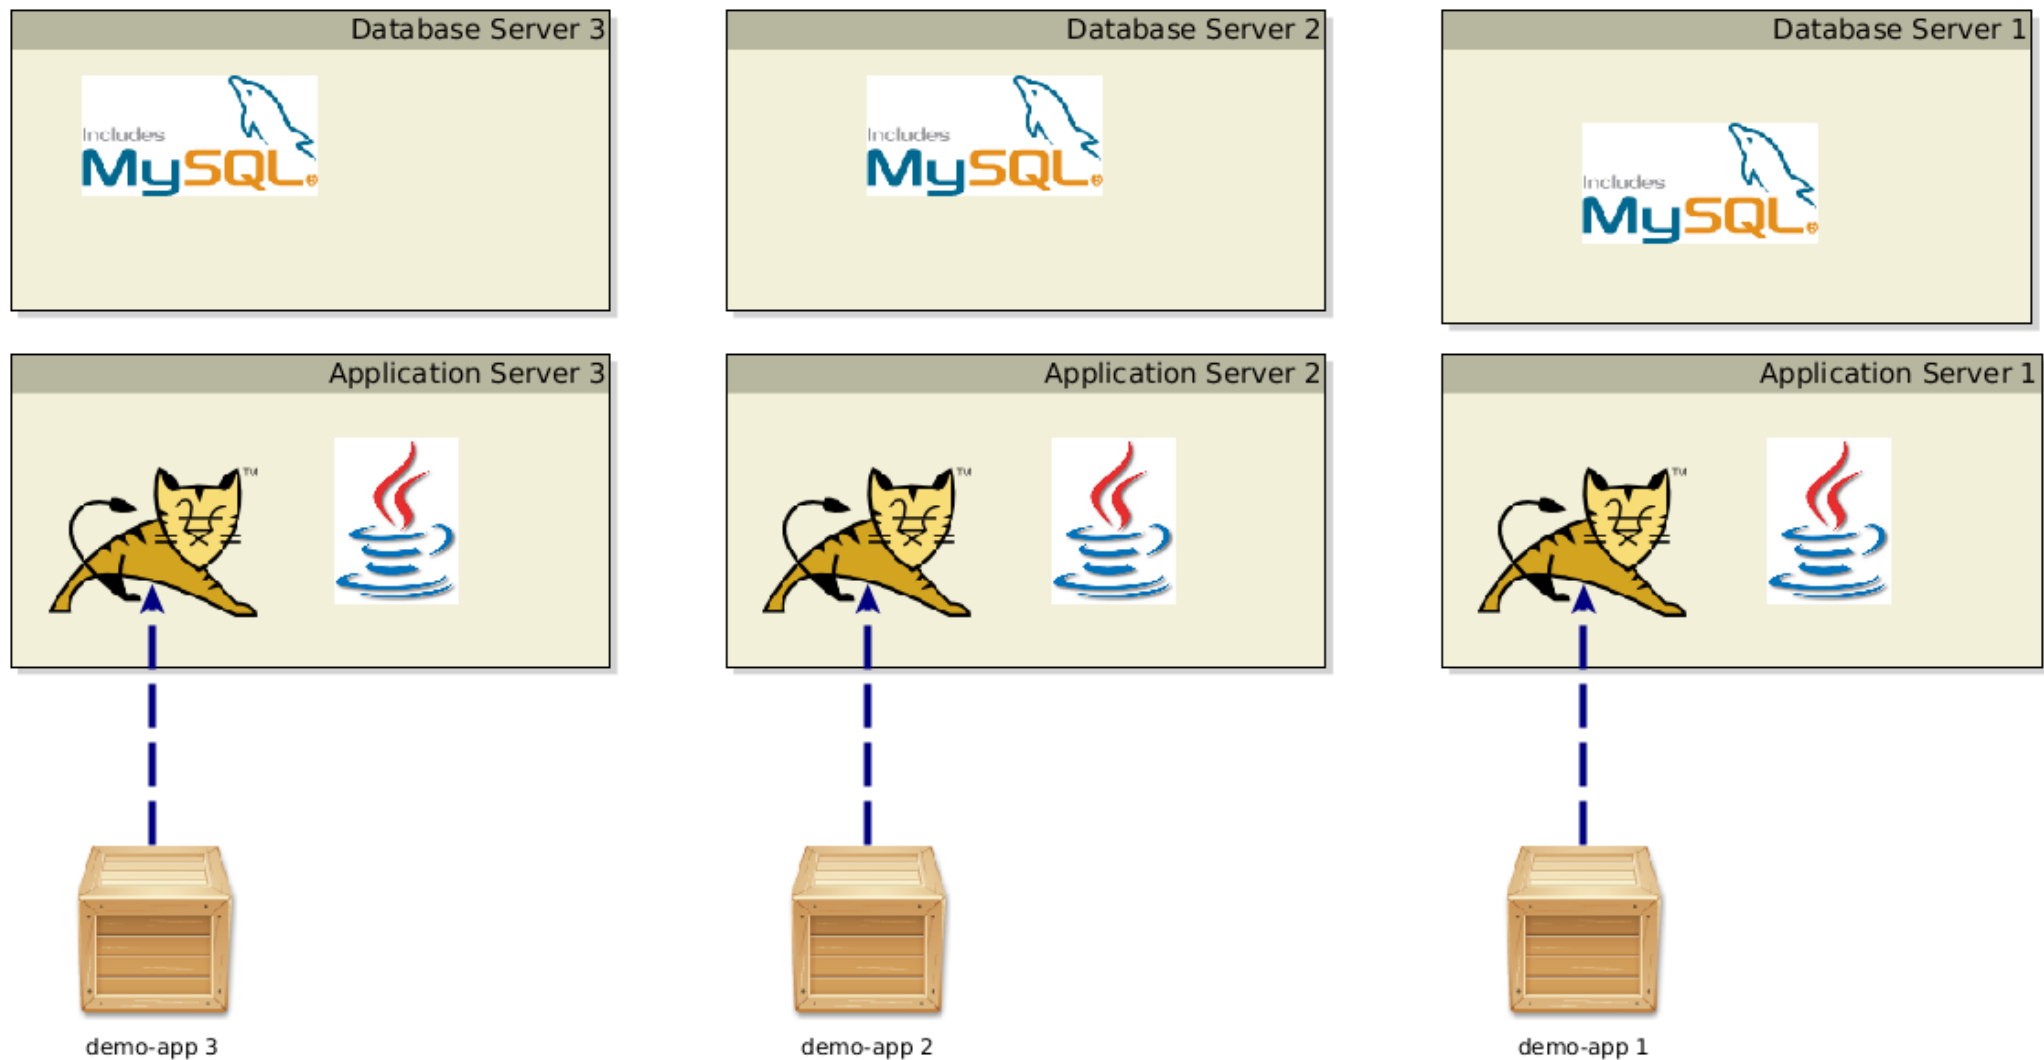 Database Server 3
Database Server 2
Database Server 1
Includes
MySQL
Includes
MySQL
Includes
MySQL
Application Server 3
Application Server 2
Application Server 1
TM
TM
TM
demo-app 3
demo-app 2
demo-app 1